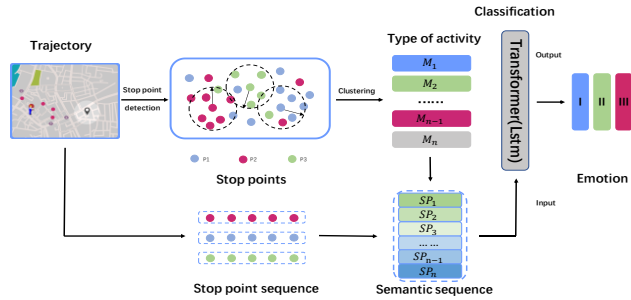 Classification
Trajectory
Type of activity
Stop point
detection
Clustering
Output
M₁
M₂
......
Mₙ₋₁
Mₙ
Transformer(Lstm)
I
II
III
P1
P2
P3
Stop points
Emotion
Input
SP₁
SP₂
SP₃
... ...
SPₙ₋₁
SPₙ
Stop point sequence
Semantic sequence